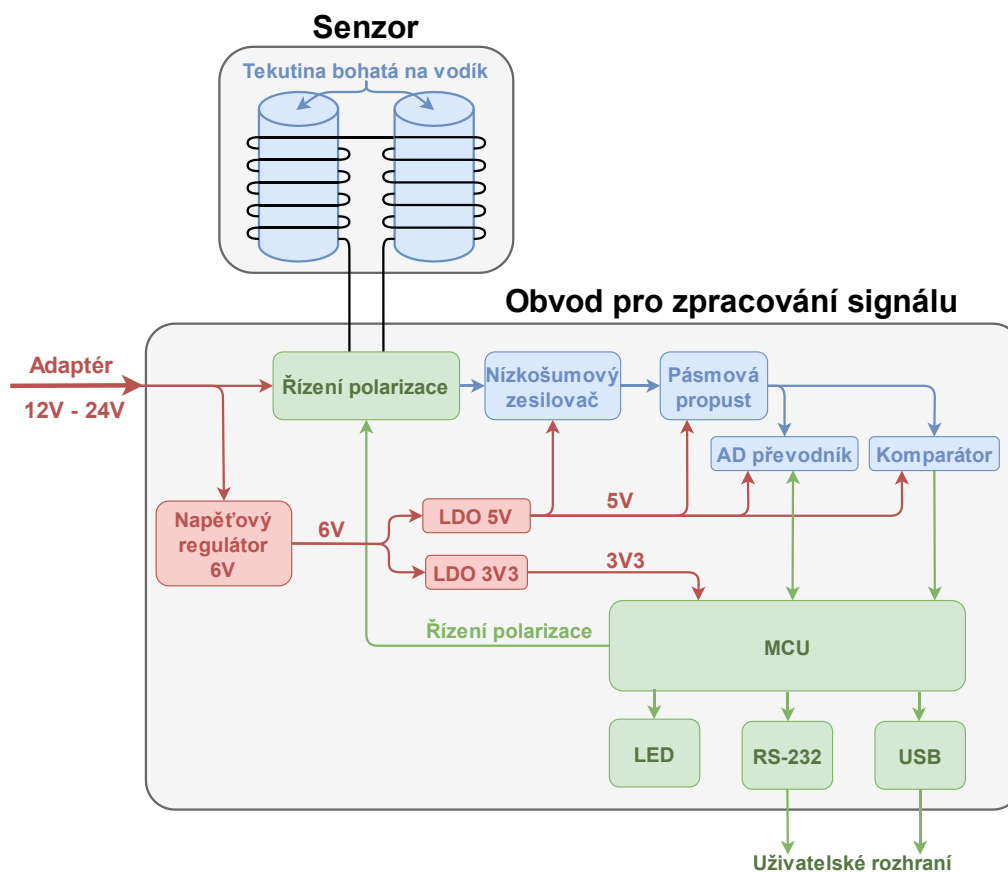 Senzor
Tekutina bohatá na vodík
Obvod pro zpracování signálu
Adaptér
12V - 24V
Řízení polarizace
Nízkošumový
zesilovač
Pásmová
propust
AD převodník
Komparátor
Napěťový
regulátor
6V
6V
LDO 5V
5V
LDO 3V3
3V3
Řízení polarizace
MCU
LED
RS-232
USB
Uživatelské rozhraní